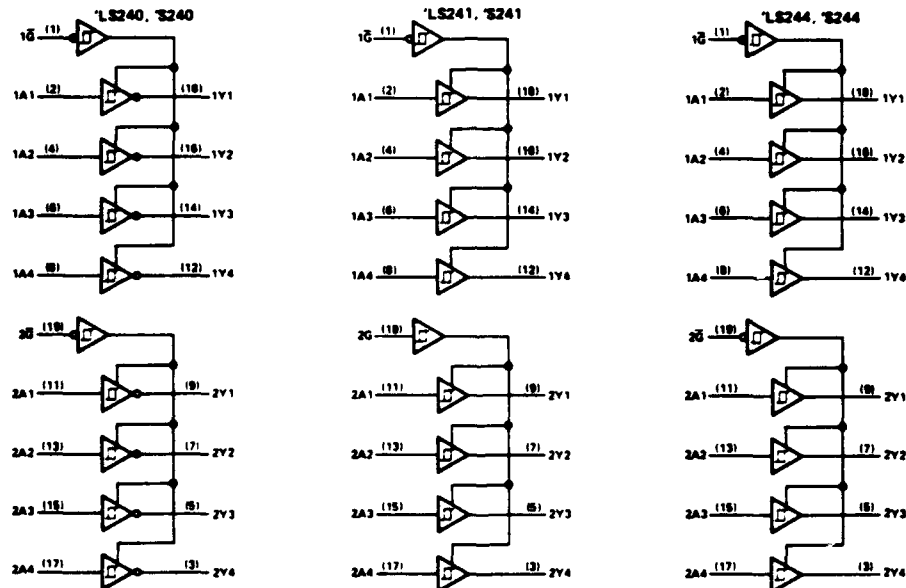 'LS240, 'S240
1G̅ (1)
1A1 (2) (18) 1Y1
1A2 (4) (16) 1Y2
1A3 (6) (14) 1Y3
1A4 (8) (12) 1Y4
2G̅ (19)
2A1 (11) (9) 2Y1
2A2 (13) (7) 2Y2
2A3 (15) (5) 2Y3
2A4 (17) (3) 2Y4
'LS241, 'S241
1G̅ (1)
1A1 (2) (18) 1Y1
1A2 (4) (16) 1Y2
1A3 (6) (14) 1Y3
1A4 (8) (12) 1Y4
2G (19)
2A1 (11) (9) 2Y1
2A2 (13) (7) 2Y2
2A3 (15) (5) 2Y3
2A4 (17) (3) 2Y4
'LS244, 'S244
1G̅ (1)
1A1 (2) (18) 1Y1
1A2 (4) (16) 1Y2
1A3 (6) (14) 1Y3
1A4 (8) (12) 1Y4
2G̅ (19)
2A1 (11) (9) 2Y1
2A2 (13) (7) 2Y2
2A3 (15) (5) 2Y3
2A4 (17) (3) 2Y4